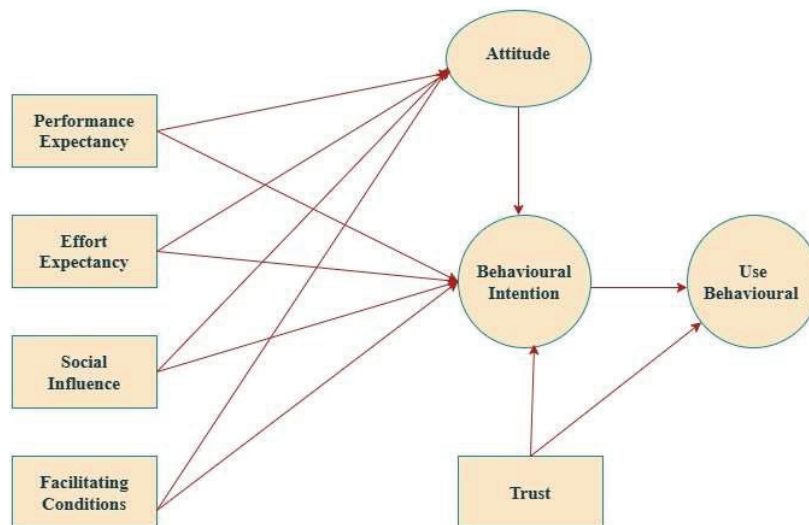 Attitude
Performance
Expectancy
Effort
Expectancy
Behavioural
Intention
Use
Behavioural
Social
Influence
Facilitating
Conditions
Trust